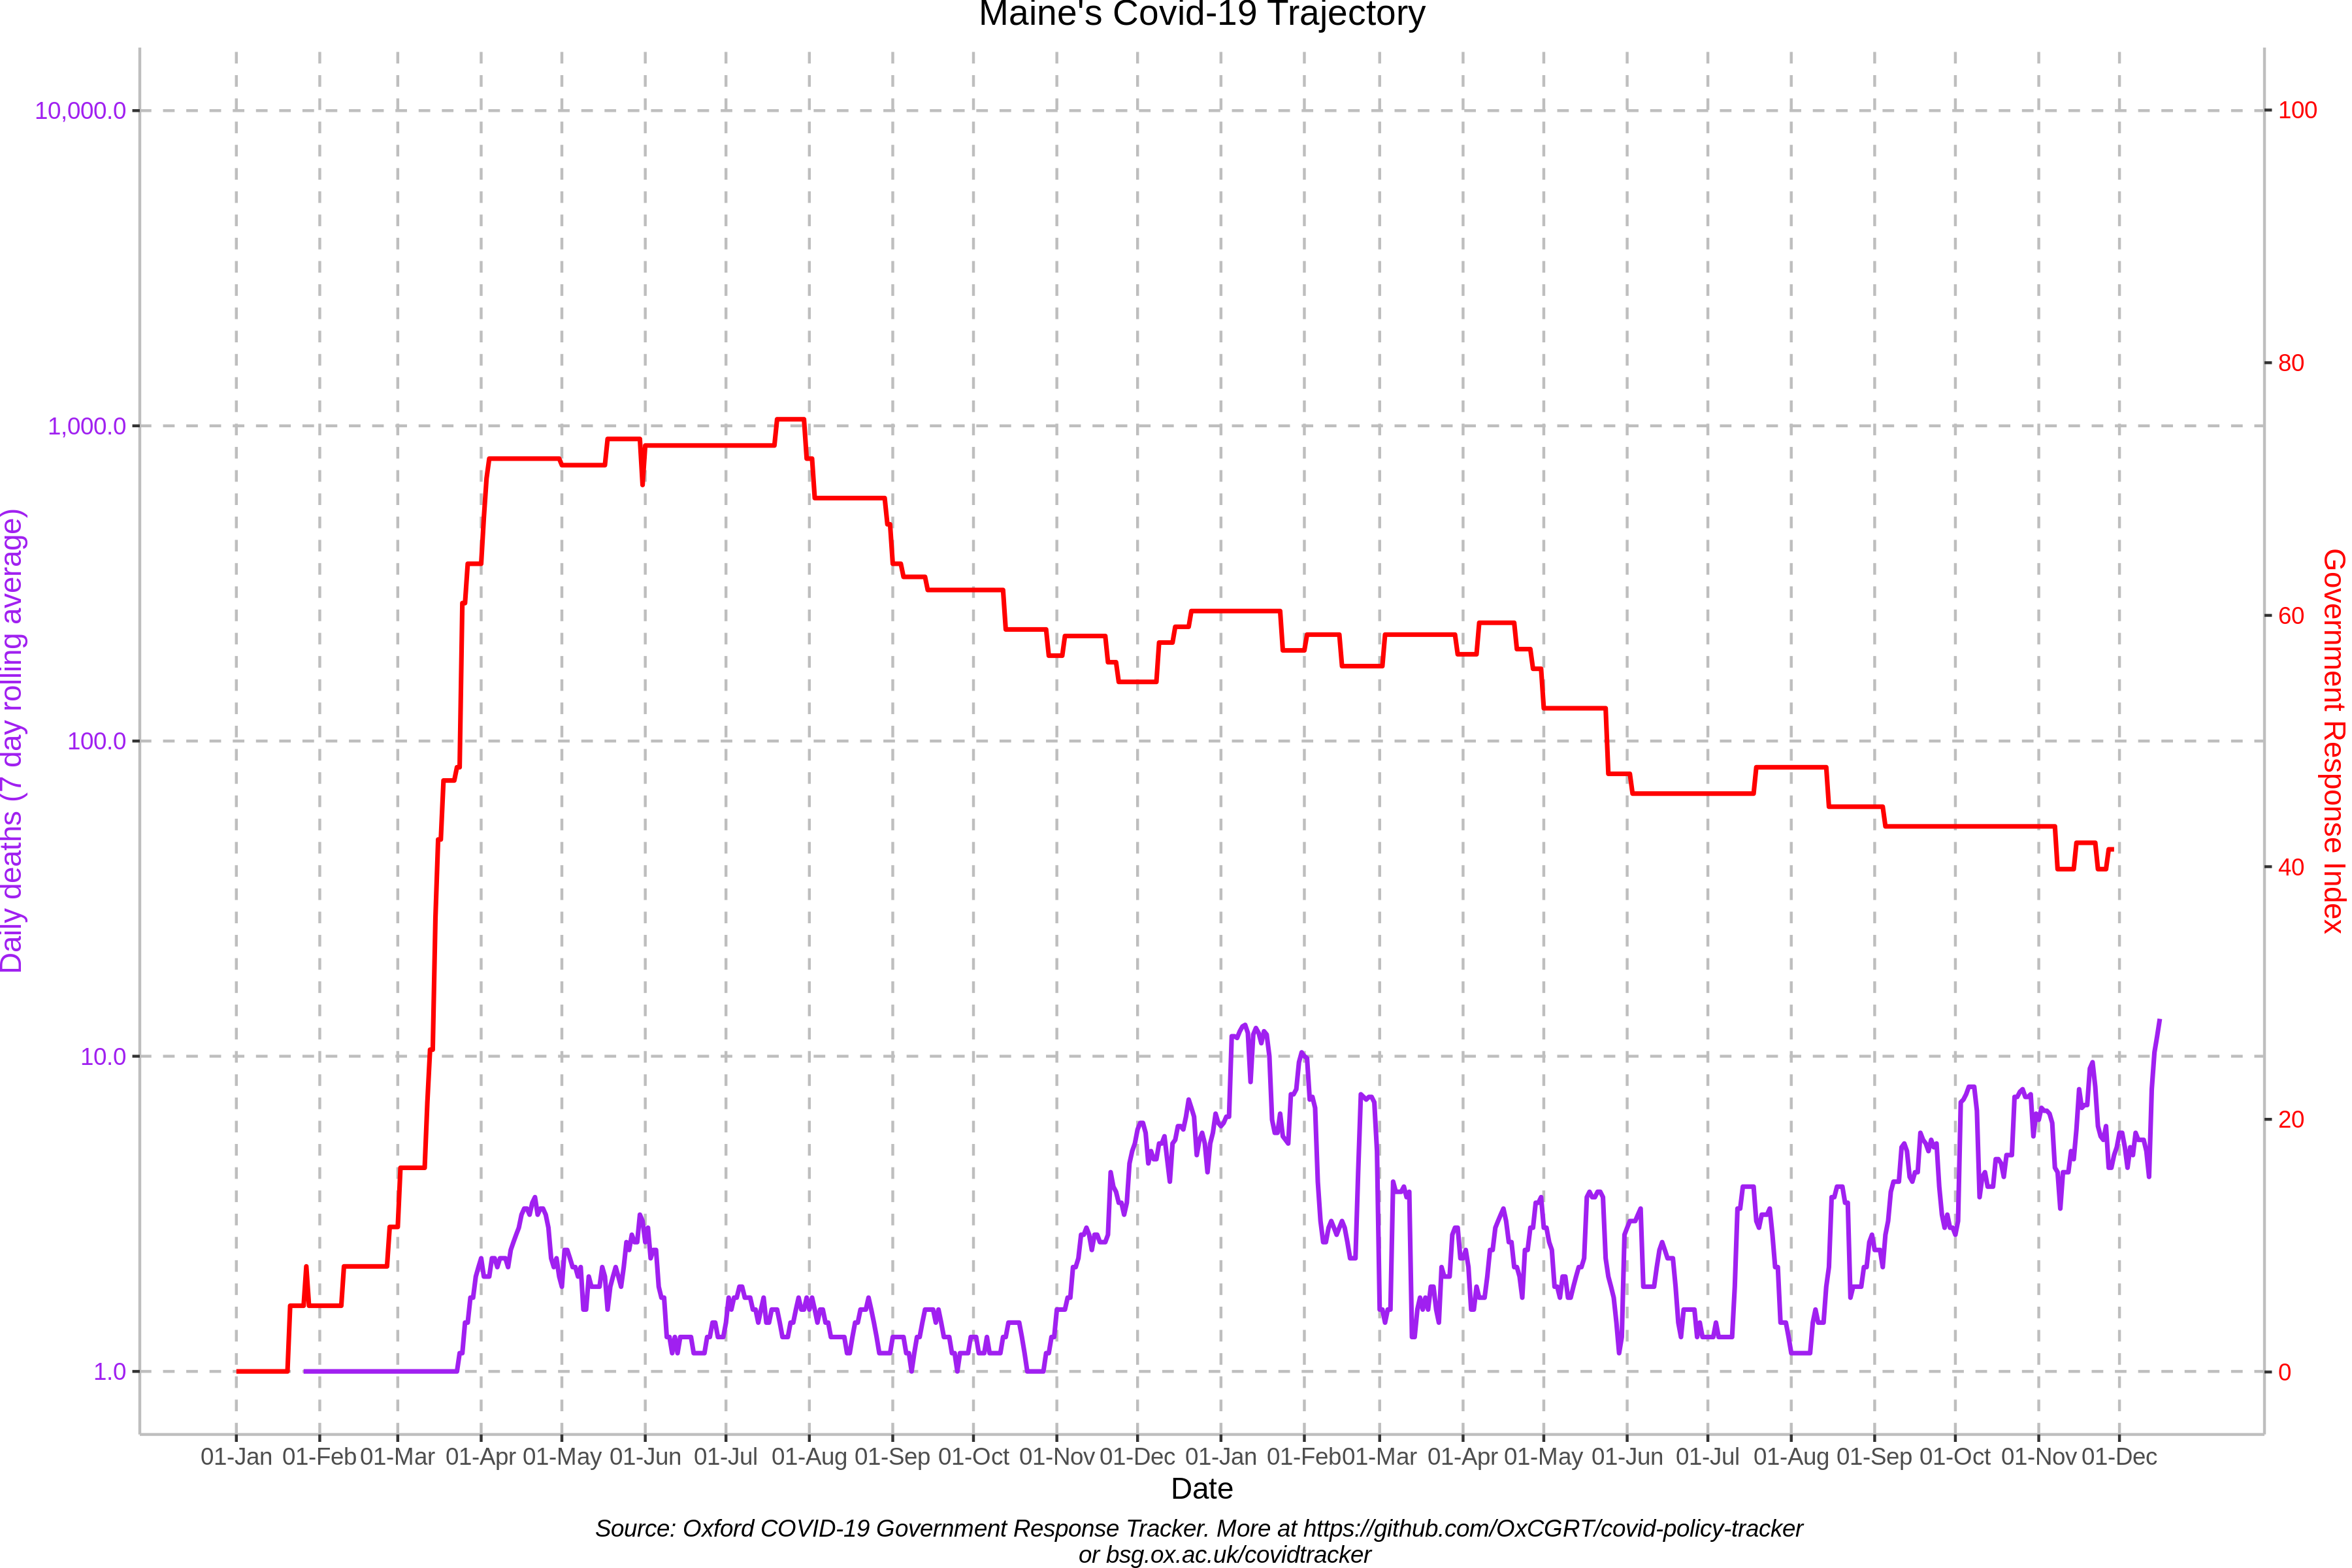 Maine's Covid-19 Trajectory
10,000.0
1,000.0
100.0
10.0
1.0
Daily deaths (7 day rolling average)
100
80
60
40
20
0
Government Response Index
01-Jan 01-Feb 01-Mar 01-Apr 01-May 01-Jun 01-Jul 01-Aug 01-Sep 01-Oct 01-Nov 01-Dec 01-Jan 01-Feb 01-Mar 01-Apr 01-May 01-Jun 01-Jul 01-Aug 01-Sep 01-Oct 01-Nov 01-Dec
Date
Source: Oxford COVID-19 Government Response Tracker. More at https://github.com/OxCGRT/covid-policy-tracker
or bsg.ox.ac.uk/covidtracker